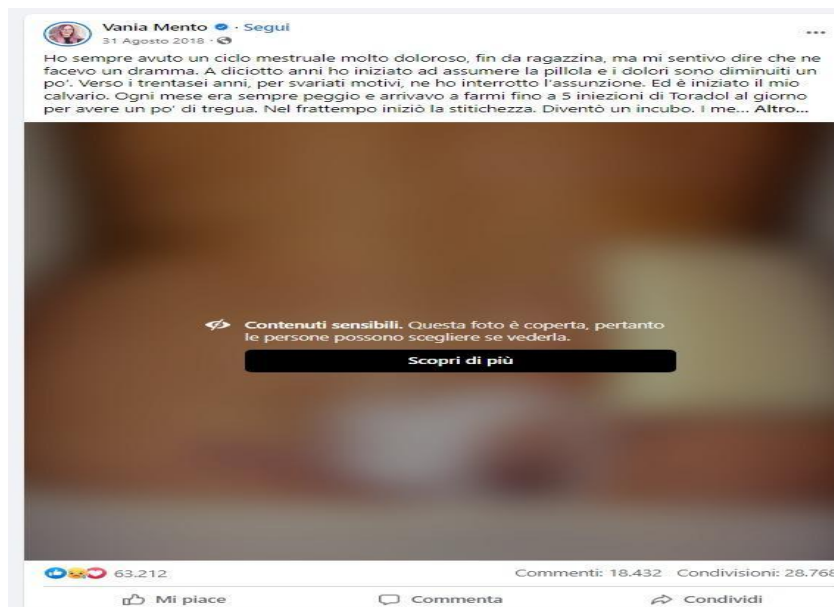 Vania Mento · Segui
31 Agosto 2018 ·
Ho sempre avuto un ciclo mestruale molto doloroso, fin da ragazzina, ma mi sentivo dire che ne
facevo un dramma. A diciotto anni ho iniziato ad assumere la pillola e i dolori sono diminuiti un
po'. Verso i trentasei anni, per svariati motivi, ne ho interrotto l'assunzione. Ed è iniziato il mio
calvario. Ogni mese era sempre peggio e arrivavo a farmi fino a 5 iniezioni di Toradol al giorno
per avere un po' di tregua. Nel frattempo iniziò la stitichezza. Diventò un incubo. I me... Altro...
Contenuti sensibili. Questa foto è coperta, pertanto
le persone possono scegliere se vederla.
Scopri di più
63.212 Commenti: 18.432 Condivisioni: 28.768
Mi piace Commenta Condividi